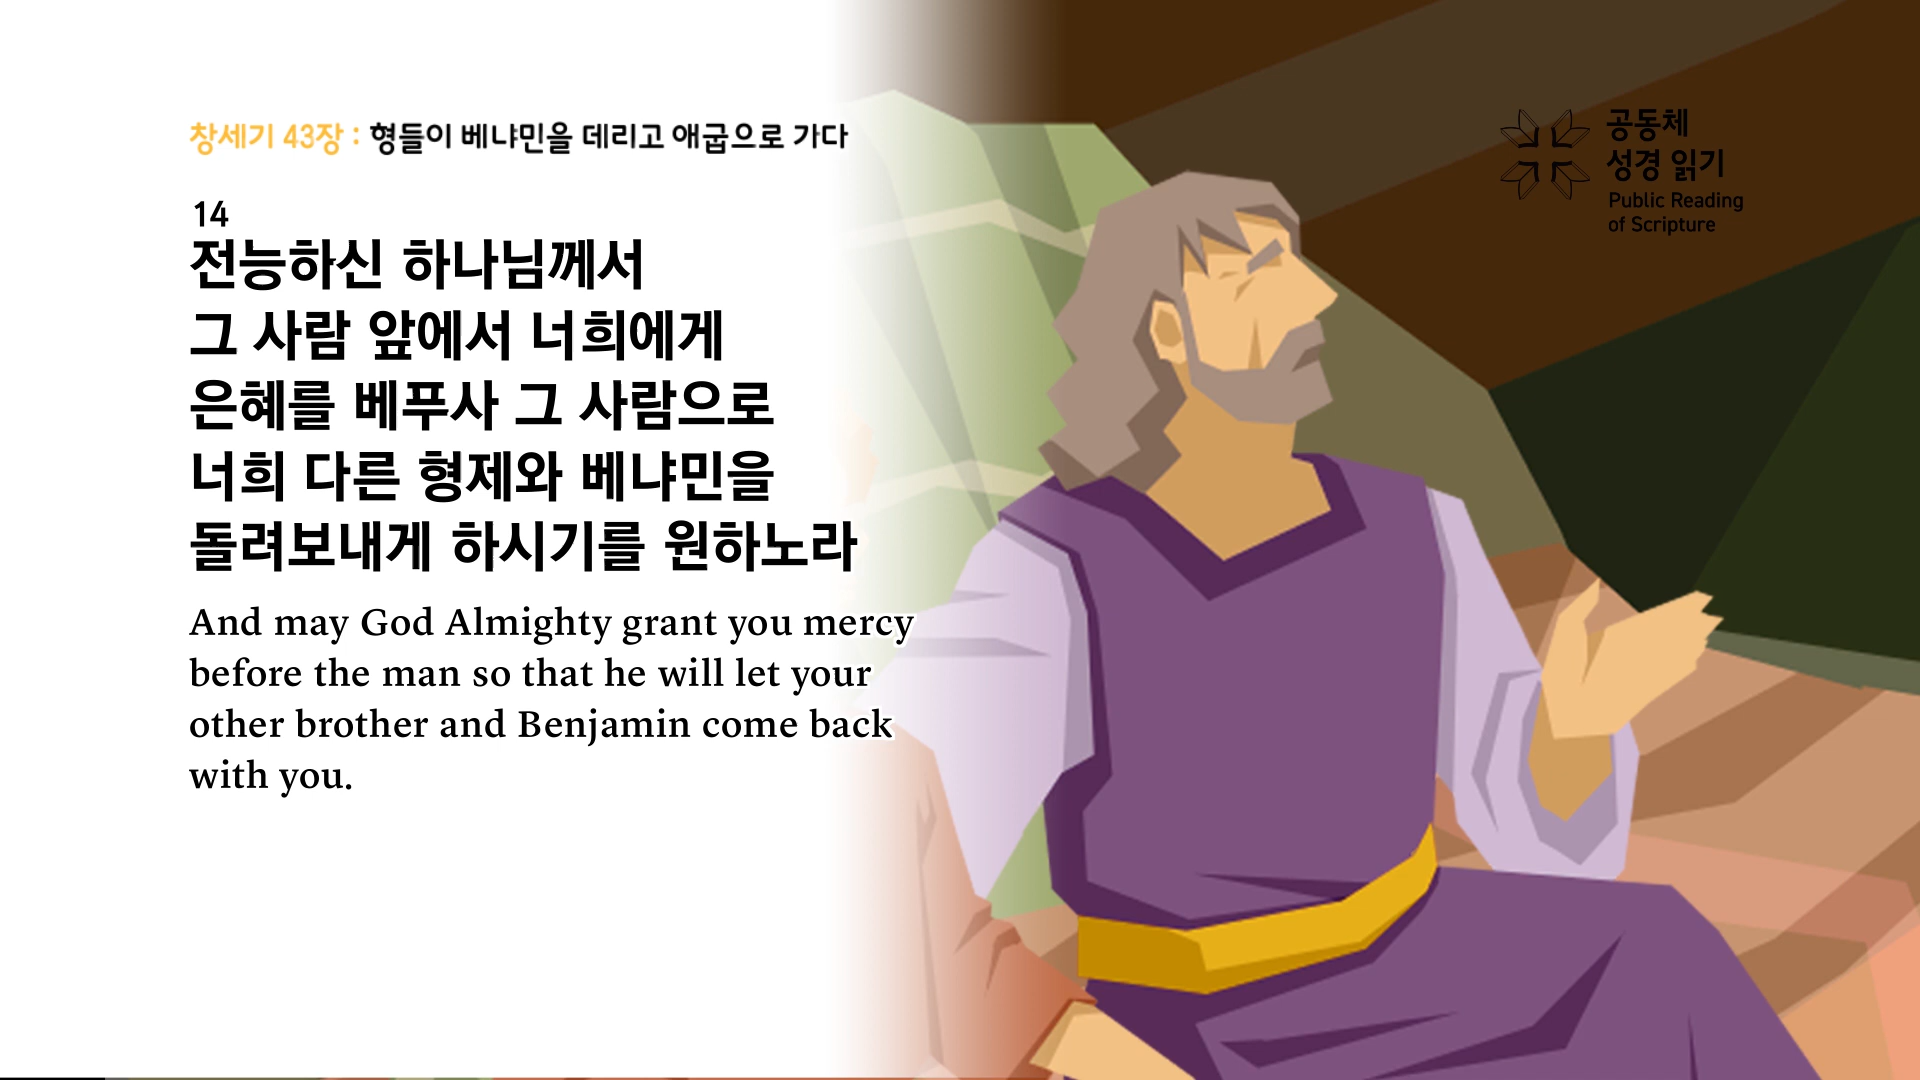 창세기 43장 : 형들이 베냐민을 데리고 애굽으로 가다
14
전능하신 하나님께서
그 사람 앞에서 너희에게
은혜를 베푸사 그 사람으로
너희 다른 형제와 베냐민을
돌려보내게 하시기를 원하노라
And may God Almighty grant you mercy
before the man so that he will let your
other brother and Benjamin come back
with you.
공동체
성경 읽기
Public Reading
of Scripture